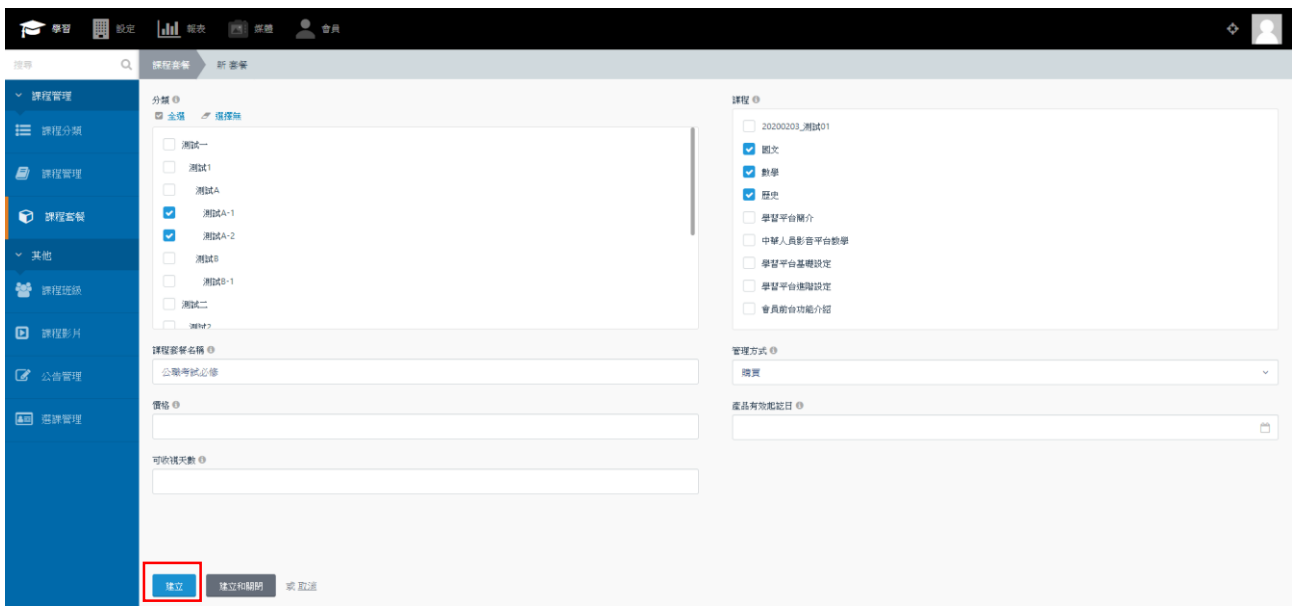 學習 設定 報表 媒體 會員
搜尋 課程套餐 新 套餐
課程管理
課程分類
課程管理
課程套餐
其他
課程班級
課程影片
公告管理
選課管理
分類
全選 選擇無
測試一
測試1
測試A
測試A-1
測試A-2
測試B
測試B-1
測試二
測試2
課程
20200203_測試01
國文
數學
歷史
學習平台簡介
中華人員影音平台教學
學習平台基礎設定
學習平台進階設定
會員前台功能介紹
課程套餐名稱
公職考試必修
管理方式
購買
價格
產品有效起訖日
可收視天數
建立 建立和關閉 或 取消